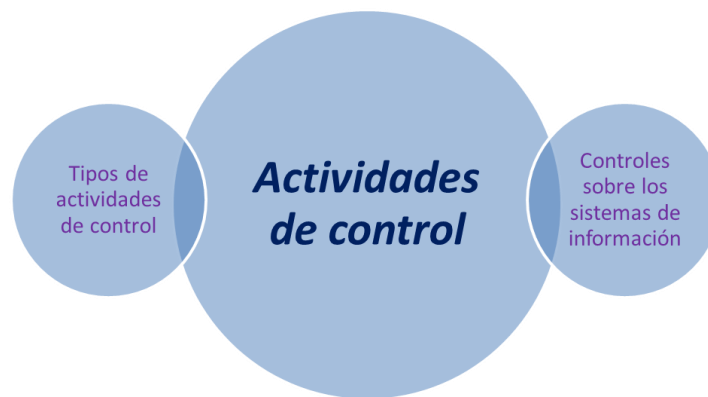 Tipos de
actividades
de control
Actividades
de control
Controles
sobre los
sistemas de
información